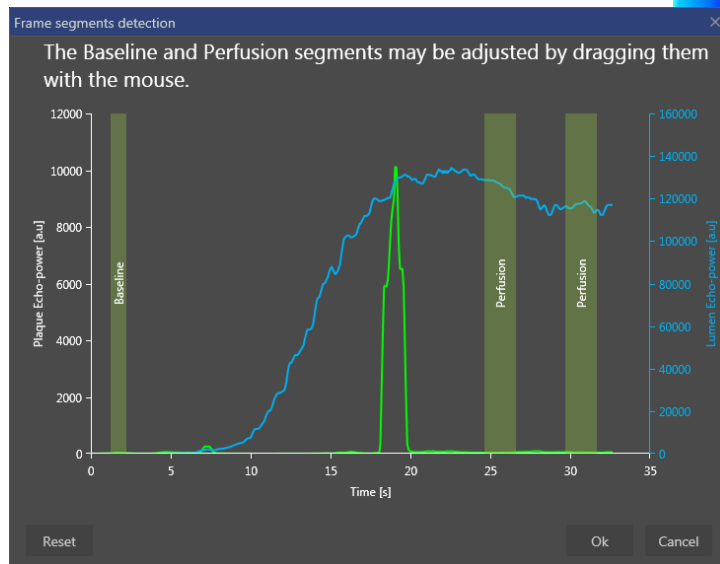 Frame segments detection
The Baseline and Perfusion segments may be adjusted by dragging them
with the mouse.
12000
10000
8000
6000
4000
2000
0
Plaque Echo-power [a.u]
Baseline
Perfusion
Perfusion
160000
140000
120000
100000
80000
60000
40000
20000
0
Lumen Echo-power [a.u]
0 5 10 15 20 25 30 35
Time [s]
Reset Ok Cancel